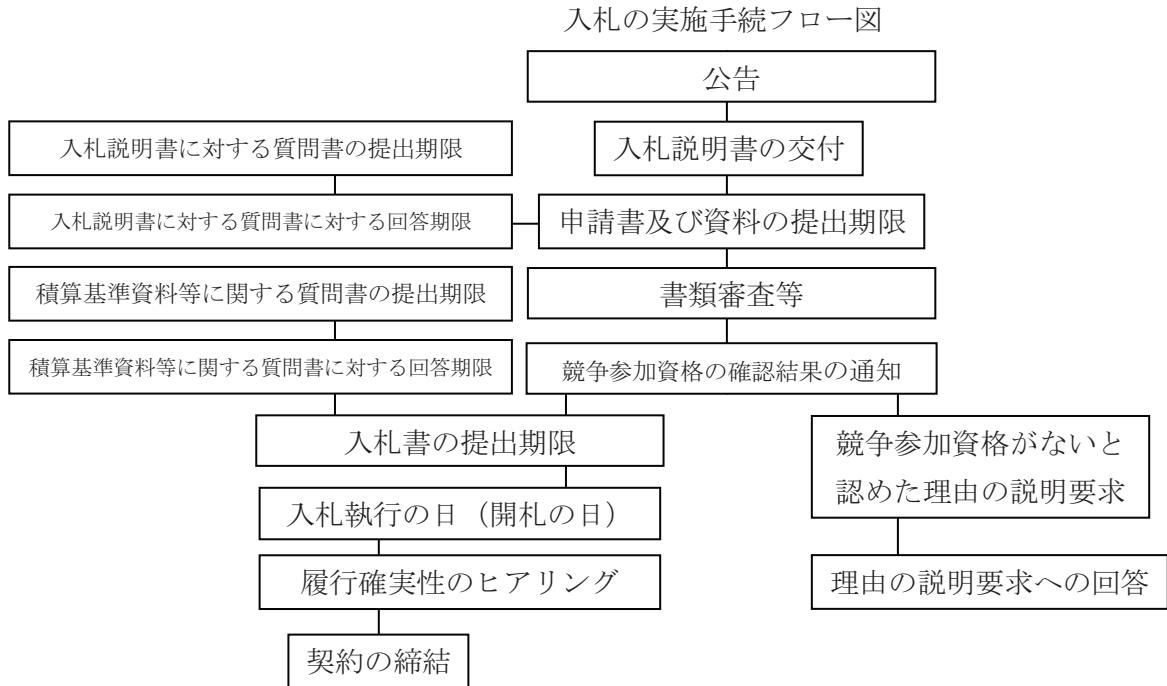 入札の実施手続フロー図
公告
入札説明書に対する質問書の提出期限
入札説明書の交付
入札説明書に対する質問書に対する回答期限
申請書及び資料の提出期限
積算基準資料等に関する質問書の提出期限
書類審査等
積算基準資料等に関する質問書に対する回答期限
競争参加資格の確認結果の通知
入札書の提出期限
競争参加資格がないと
認めた理由の説明要求
入札執行の日（開札の日）
履行確実性のヒアリング
理由の説明要求への回答
契約の締結